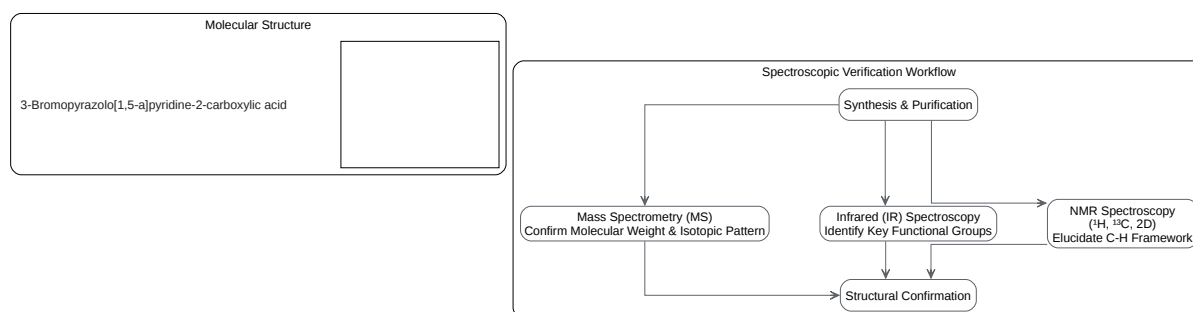 Molecular Structure
3-Bromopyrazolo[1,5-a]pyridine-2-carboxylic acid
Spectroscopic Verification Workflow
Synthesis & Purification
Mass Spectrometry (MS)
Confirm Molecular Weight & Isotopic Pattern
Infrared (IR) Spectroscopy
Identify Key Functional Groups
NMR Spectroscopy
(¹H, ¹³C, 2D)
Elucidate C-H Framework
Structural Confirmation